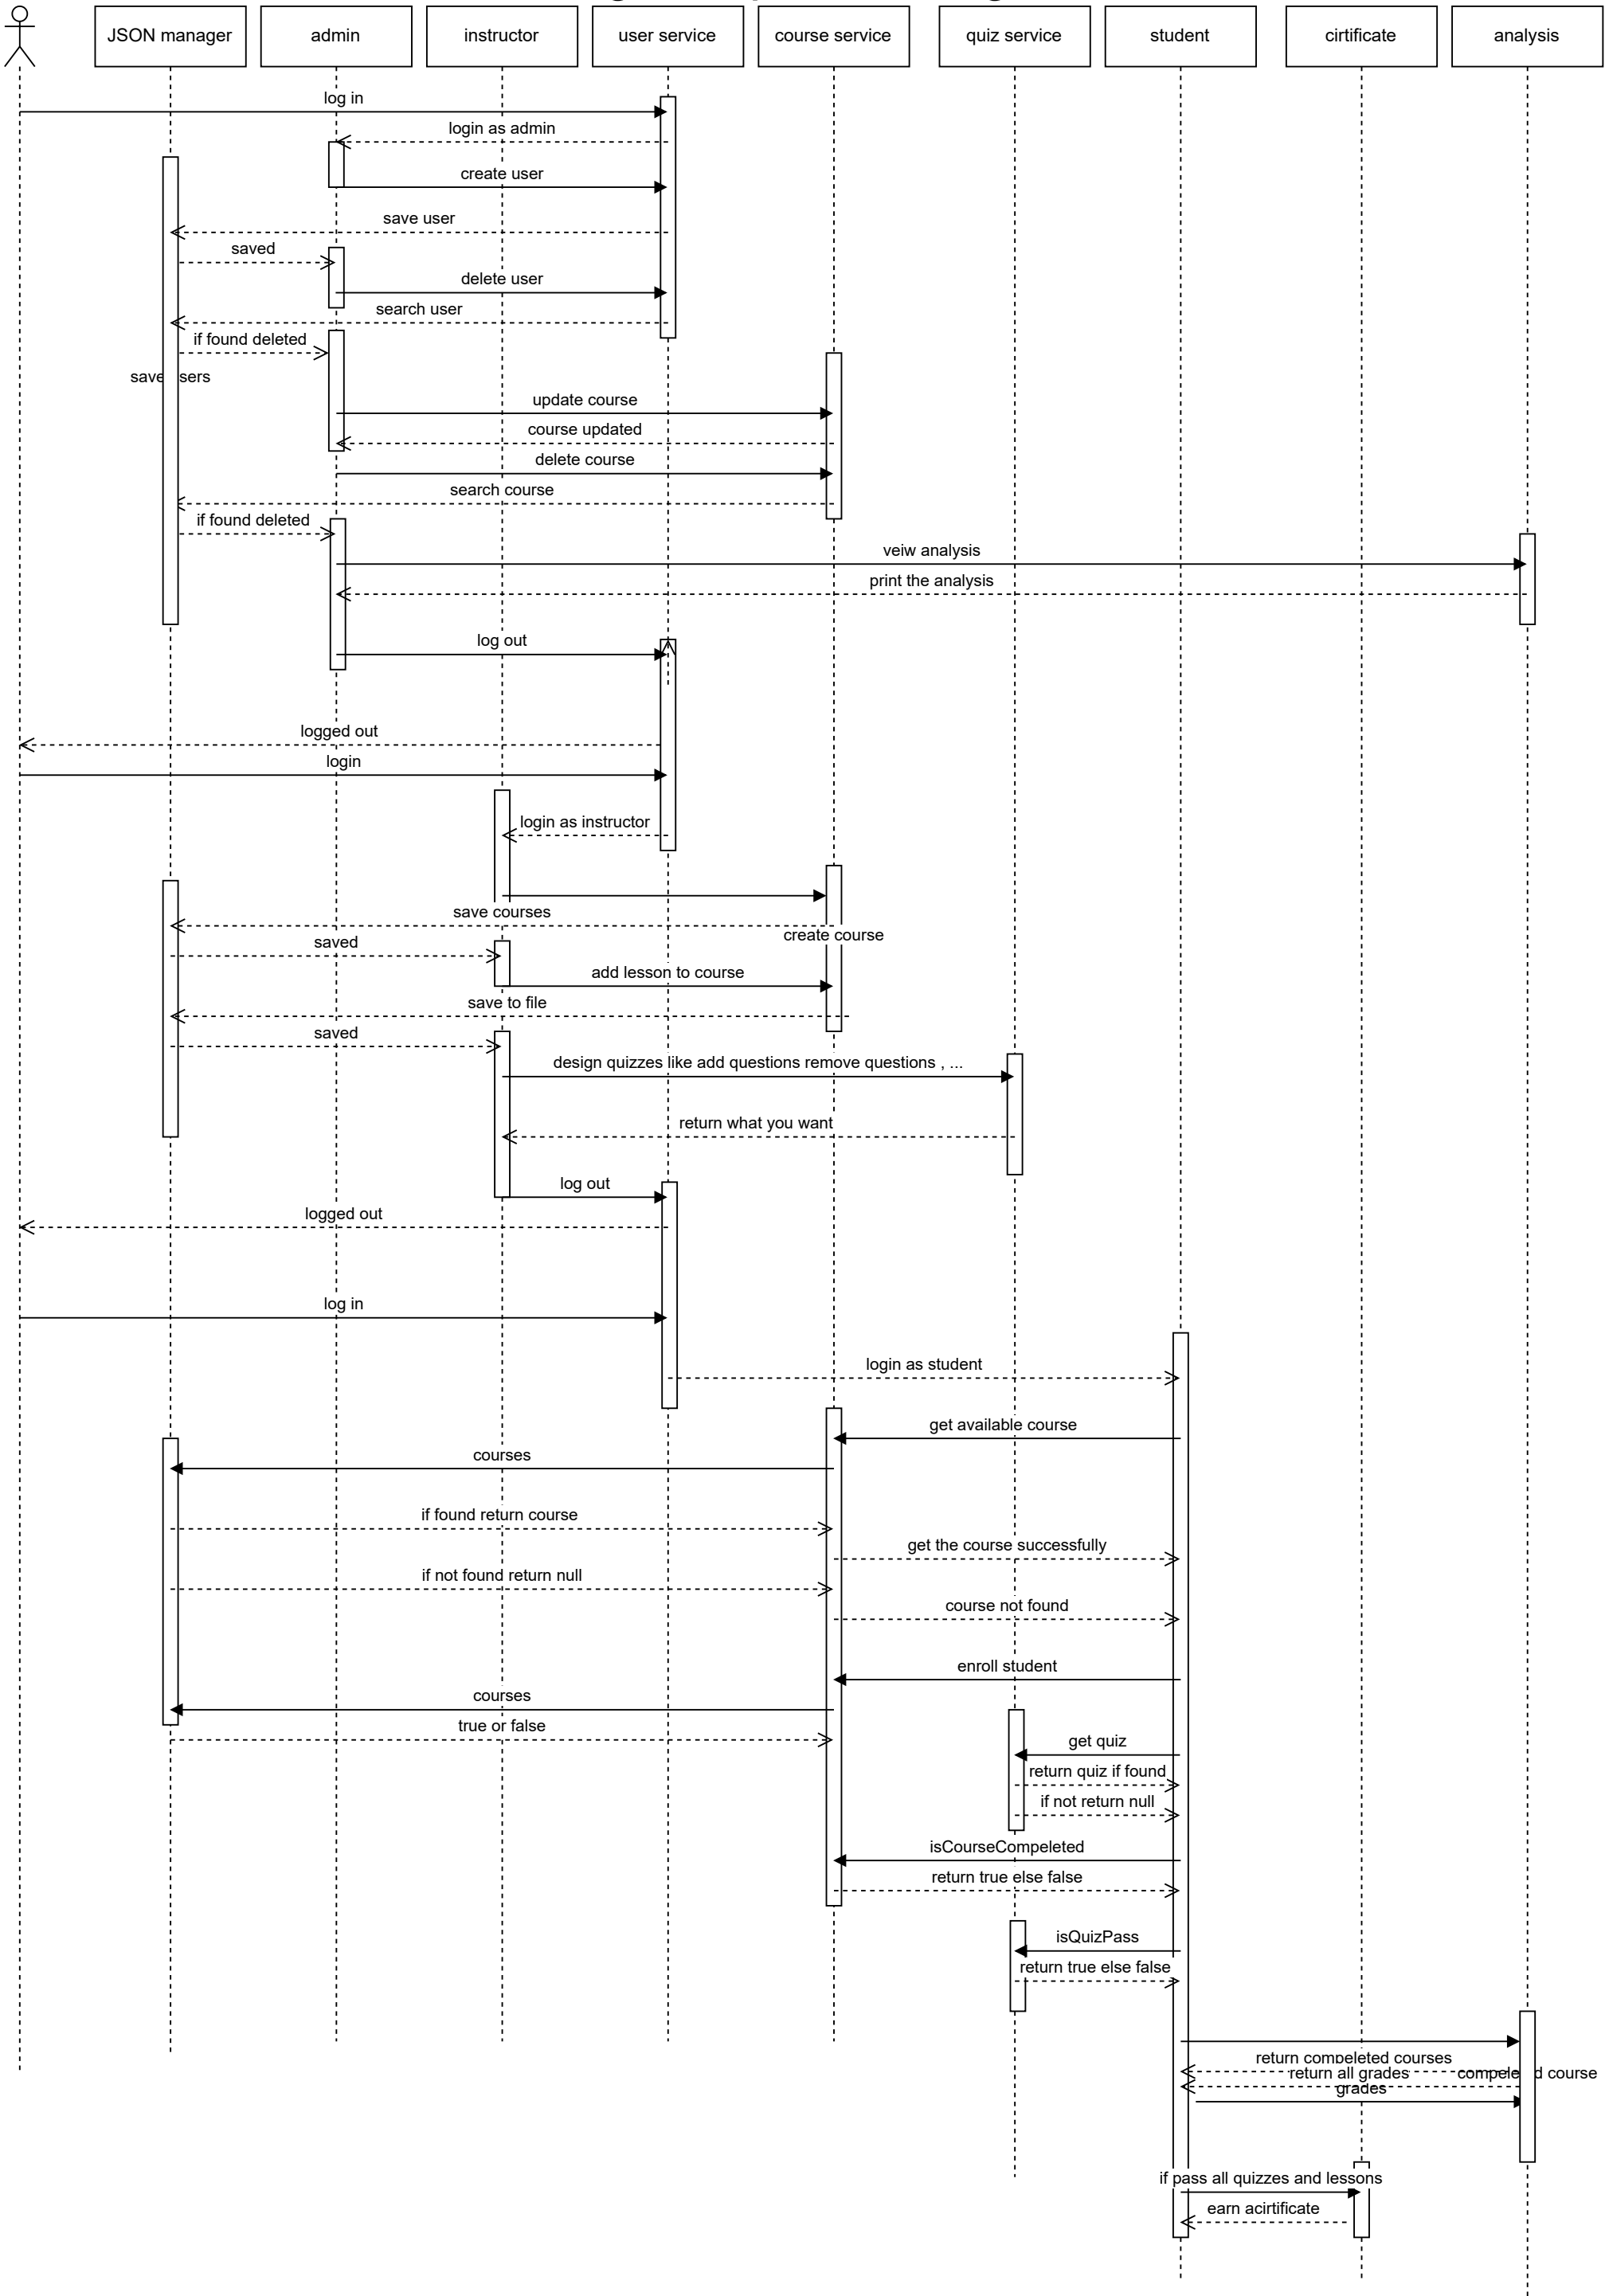 JSON manager
admin
instructor
user service
course service
quiz service
student
cirtificate
analysis
log in
login as admin
create user
save user
saved
delete user
search user
if found deleted
update course
course updated
delete course
search course
if found deleted
veiw analysis
print the analysis
log out
logged out
login
login as instructor
save courses
create course
saved
add lesson to course
save to file
saved
design quizzes like add questions remove questions , ...
return what you want
log out
logged out
log in
login as student
get available course
courses
if found return course
get the course successfully
if not found return null
course not found
enroll student
courses
true or false
get quiz
return quiz if found
if not return null
isCourseCompeleted
return true else false
isQuizPass
return true else false
return compeleted courses
return all grades
course
grades
if pass all quizzes and lessons
earn acirtificate